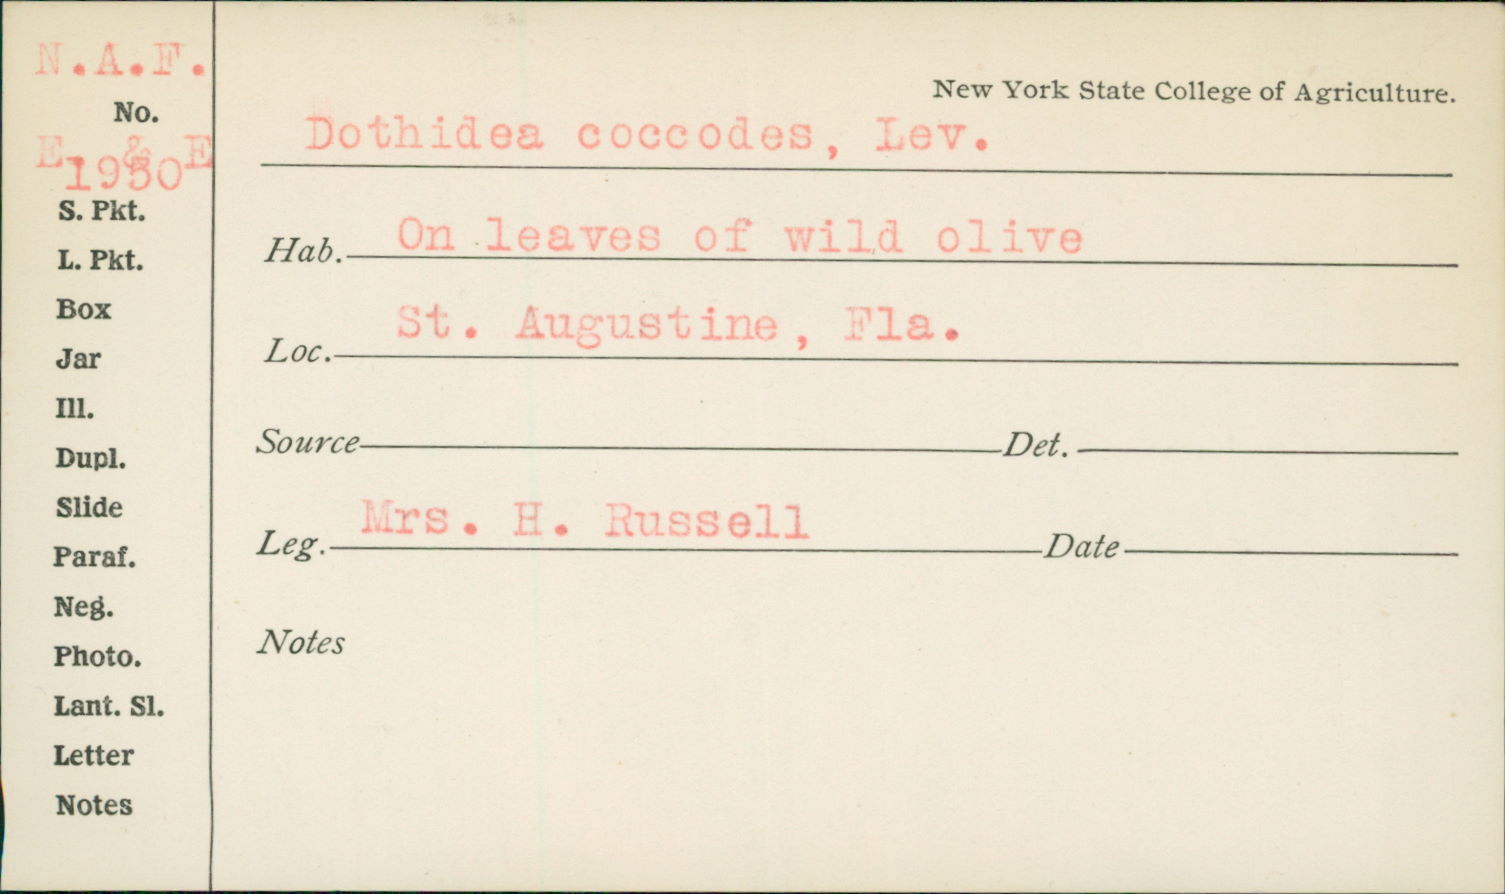 N.A.F.
No.
E & E
S. Pkt.
L. Pkt.
Box
Jar
Ill.
Dupl.
Slide
Paraf.
Neg.
Photo.
Lant. Sl.
Letter
Notes
New York State College of Agriculture.
Dothidea coccodes, Lev.
Hab. On leaves of wild olive
Loc. St. Augustine, Fla.
Source Det.
Leg. Mrs. H. Russell Date
Notes